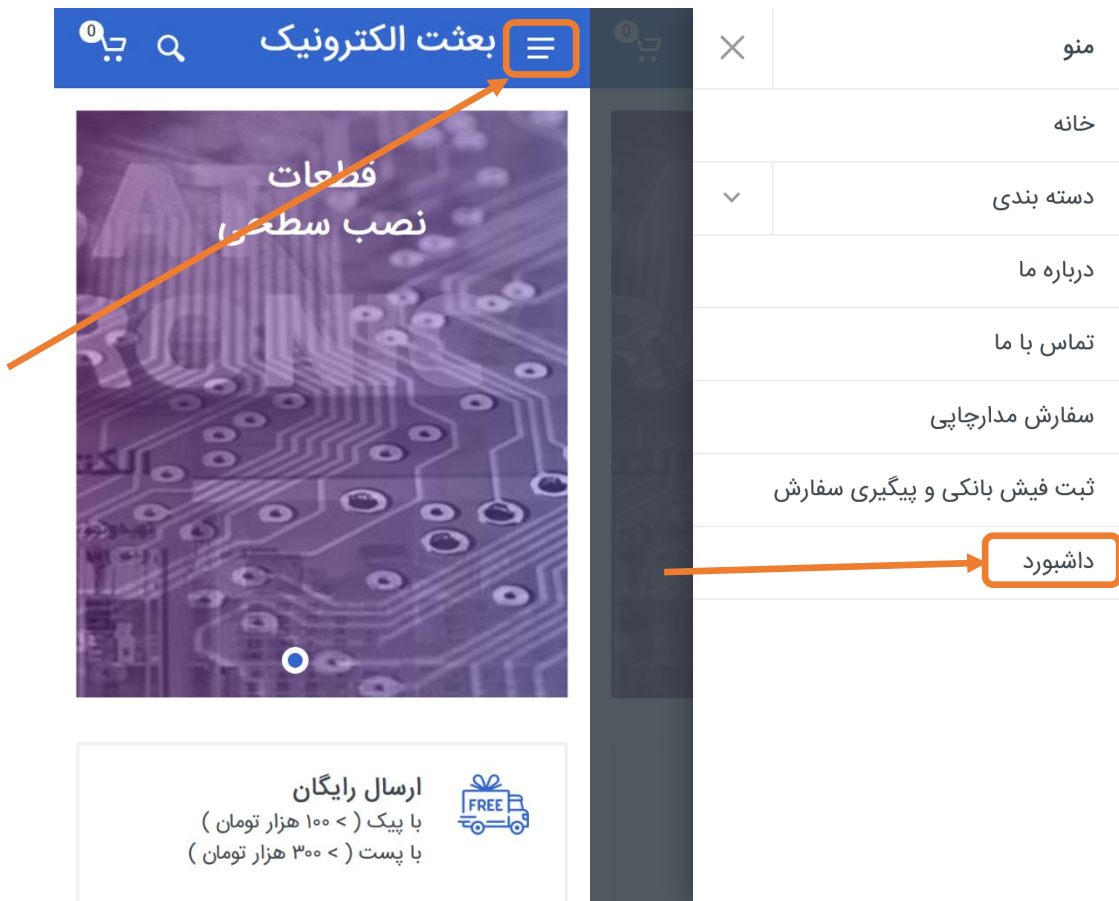 بعثت الکترونیک
0
قطعات
نصب سطحی
ارسال رایگان
با پیک ( > ۱۰۰ هزار تومان )
با پست ( > ۳۰۰ هزار تومان )
FREE
0
منو
خانه
دسته بندی
درباره ما
تماس با ما
سفارش مدارچاپی
ثبت فیش بانکی و پیگیری سفارش
داشبورد